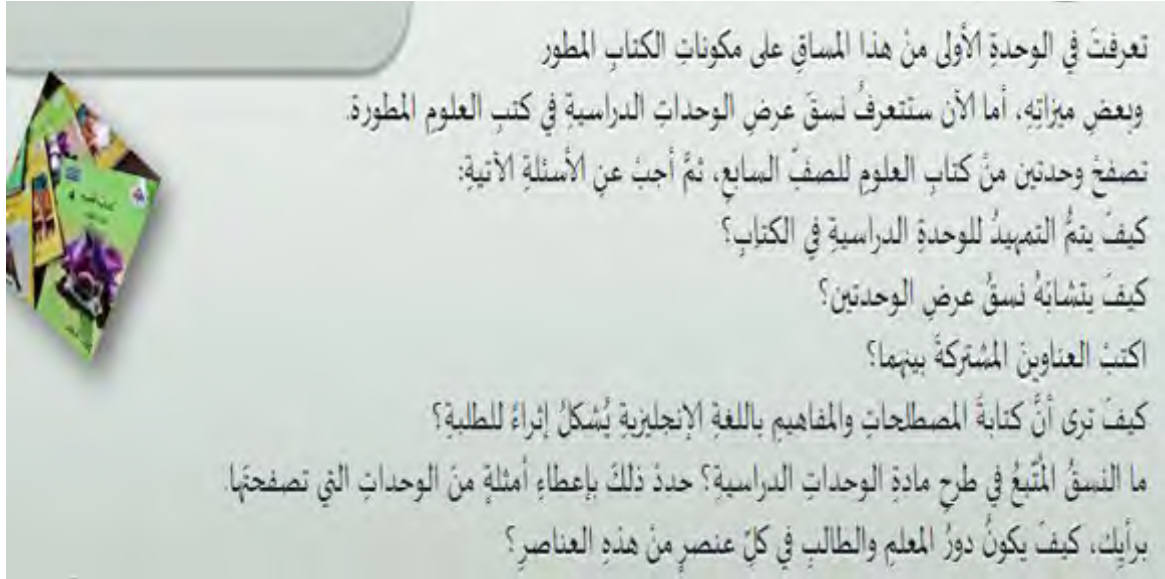 تعرفتَ في الوحدةِ الأولى منْ هذا المساقِ على مكوناتِ الكتابِ المطور
وبعضِ ميزاتِهِ، أما الآن ستتعرفُ نسقَ عرضِ الوحداتِ الدراسيةِ في كتبِ العلومِ المطورة.
تصفحْ وحدتين منْ كتابِ العلومِ للصفِّ السابعِ، ثمَّ أجبْ عنِ الأسئلةِ الآتيةِ:
كيفَ يتمُّ التمهيدُ للوحدةِ الدراسيةِ في الكتابِ؟
كيفَ يتشابَهُ نسقُ عرضِ الوحدتين؟
اكتبْ العناوينَ المشتركةَ بينهما؟
كيفَ ترى أنَّ كتابةَ المصطلحاتِ والمفاهيمِ باللغةِ الإنجليزيةِ يُشكلُ إثراءً للطلبةِ؟
ما النسقُ المُتّبعُ في طرحِ مادةِ الوحداتِ الدراسيةِ؟ حددْ ذلكَ بإعطاءِ أمثلةٍ منَ الوحداتِ التي تصفحتَها.
برأيِك، كيفَ يكونُ دورُ المعلمِ والطالبِ في كلِّ عنصرٍ منْ هذهِ العناصرِ؟